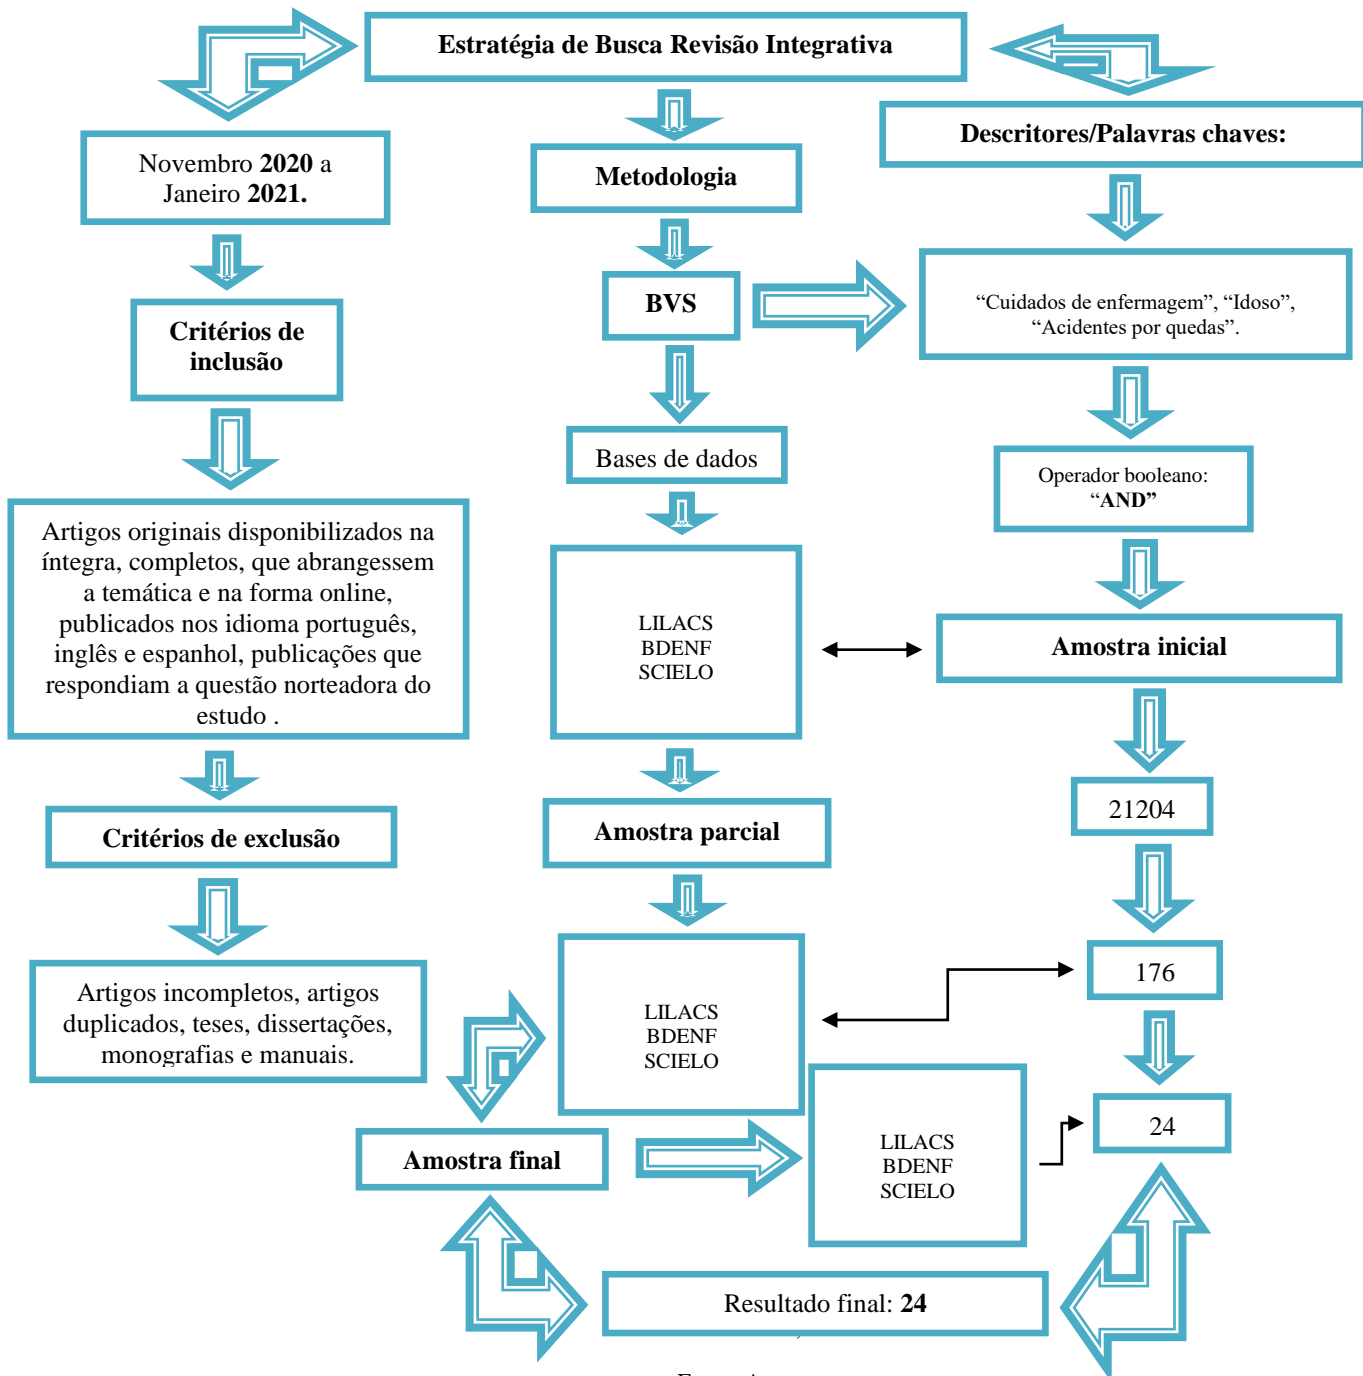 Estratégia de Busca Revisão Integrativa
Novembro 2020 a
Janeiro 2021.
Critérios de
inclusão
Artigos originais disponibilizados na
íntegra, completos, que abrangessem
a temática e na forma online,
publicados nos idioma português,
inglês e espanhol, publicações que
respondiam a questão norteadora do
estudo .
Critérios de exclusão
Artigos incompletos, artigos
duplicados, teses, dissertações,
monografias e manuais.
Metodologia
BVS
Bases de dados
LILACS
BDENF
SCIELO
Amostra parcial
LILACS
BDENF
SCIELO
Amostra final
LILACS
BDENF
SCIELO
Descritores/Palavras chaves:
“Cuidados de enfermagem”, “Idoso”,
“Acidentes por quedas”.
Operador booleano:
“AND”
Amostra inicial
21204
176
24
Resultado final: 24